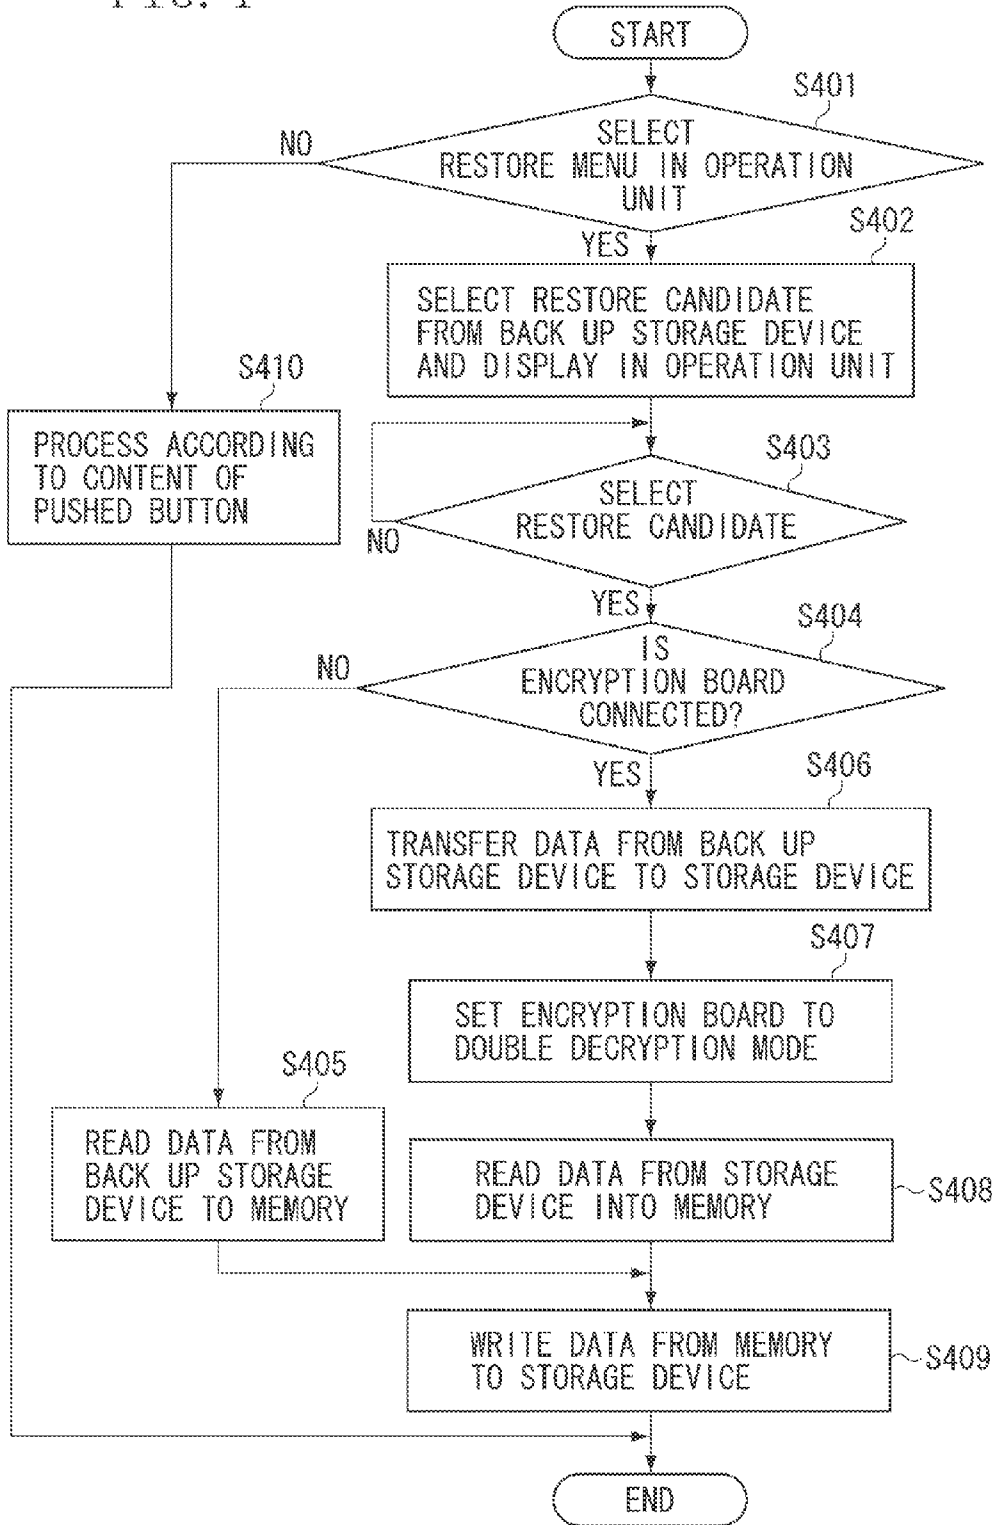 START
S401
SELECT
RESTORE MENU IN OPERATION
UNIT
NO
YES
S402
SELECT RESTORE CANDIDATE
FROM BACK UP STORAGE DEVICE
AND DISPLAY IN OPERATION UNIT
S410
PROCESS ACCORDING
TO CONTENT OF
PUSHED BUTTON
S403
SELECT
RESTORE CANDIDATE
NO
YES
S404
IS
ENCRYPTION BOARD
CONNECTED?
NO
YES
S406
TRANSFER DATA FROM BACK UP
STORAGE DEVICE TO STORAGE DEVICE
S407
SET ENCRYPTION BOARD TO
DOUBLE DECRYPTION MODE
S405
READ DATA FROM
BACK UP STORAGE
DEVICE TO MEMORY
READ DATA FROM STORAGE
DEVICE INTO MEMORY
S408
WRITE DATA FROM MEMORY
TO STORAGE DEVICE
S409
END